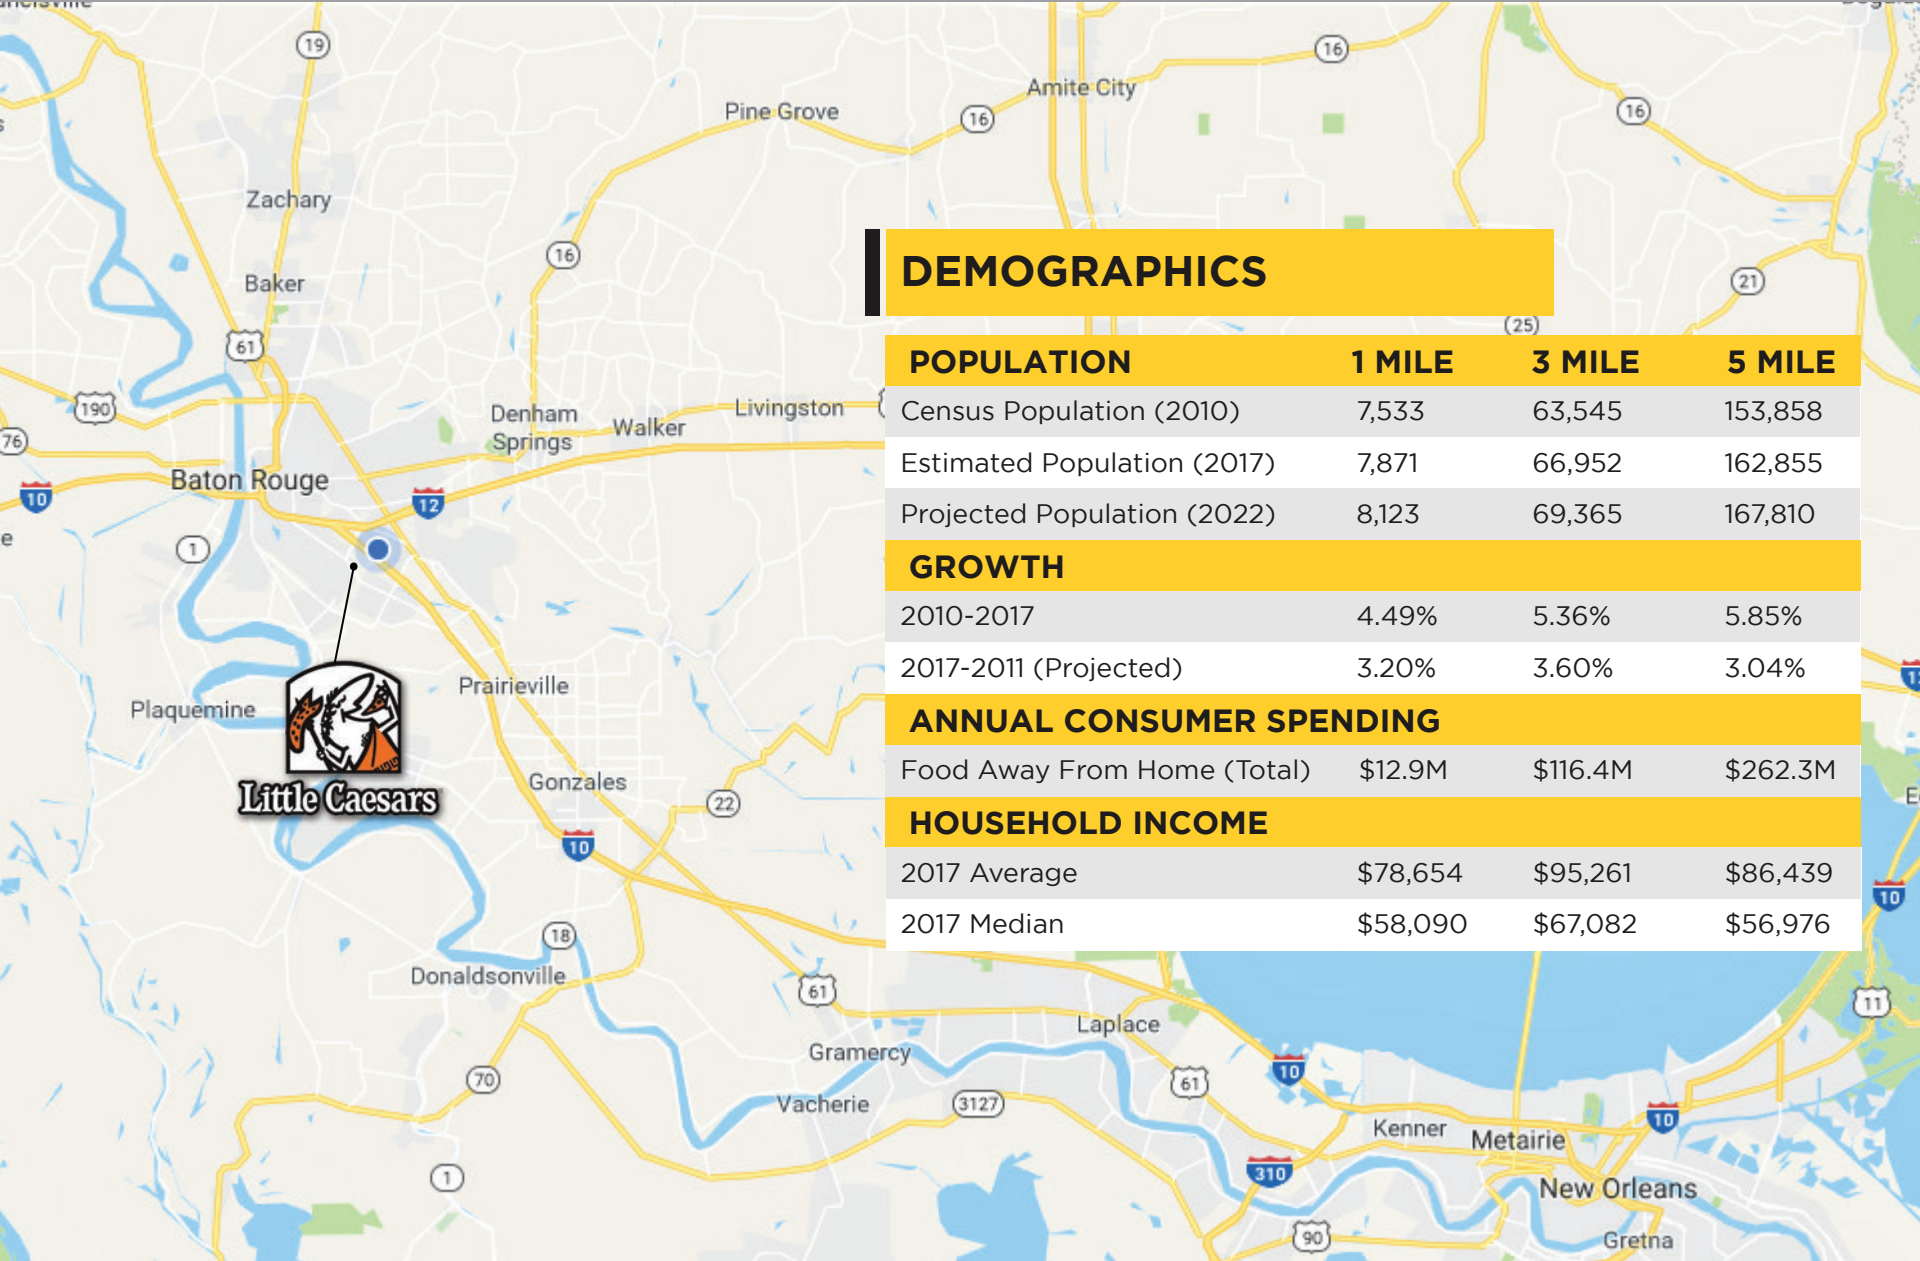 19
16
Amite City
Pine Grove
16
16
Zachary
16
Baker
21
DEMOGRAPHICS
(25)
61
POPULATION 1 MILE 3 MILE 5 MILE
190
Denham
Springs
Walker
Livingston
Census Population (2010) 7,533 63,545 153,858
76
Estimated Population (2017) 7,871 66,952 162,855
Baton Rouge
10
12
Projected Population (2022) 8,123 69,365 167,810
1
GROWTH
2010-2017 4.49% 5.36% 5.85%
2017-2011 (Projected) 3.20% 3.60% 3.04%
Prairieville
Plaquemine
ANNUAL CONSUMER SPENDING
Food Away From Home (Total) $12.9M $116.4M $262.3M
Gonzales
Little Caesars
22
HOUSEHOLD INCOME
10
2017 Average $78,654 $95,261 $86,439
10
2017 Median $58,090 $67,082 $56,976
18
Donaldsonville
61
11
Laplace
Gramercy
70
61
10
Vacherie
3127
Kenner
Metairie
10
1
310
New Orleans
90
Gretna